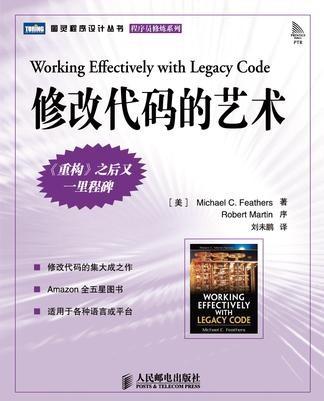 TURING
图灵程序设计丛书
程序员修炼系列
PTR
Working Effectively with Legacy Code
修改代码的艺术
《重构》之后又
一里程碑
[美] Michael C. Feathers 著
Robert Martin 序
刘未鹏 译
修改代码的集大成之作
Amazon 全五星图书
适用于各种语言或平台
WORKING
EFFECTIVELY
WITH
LEGACY CODE
Michael C. Feathers
人民邮电出版社
POSTS & TELECOM PRESS